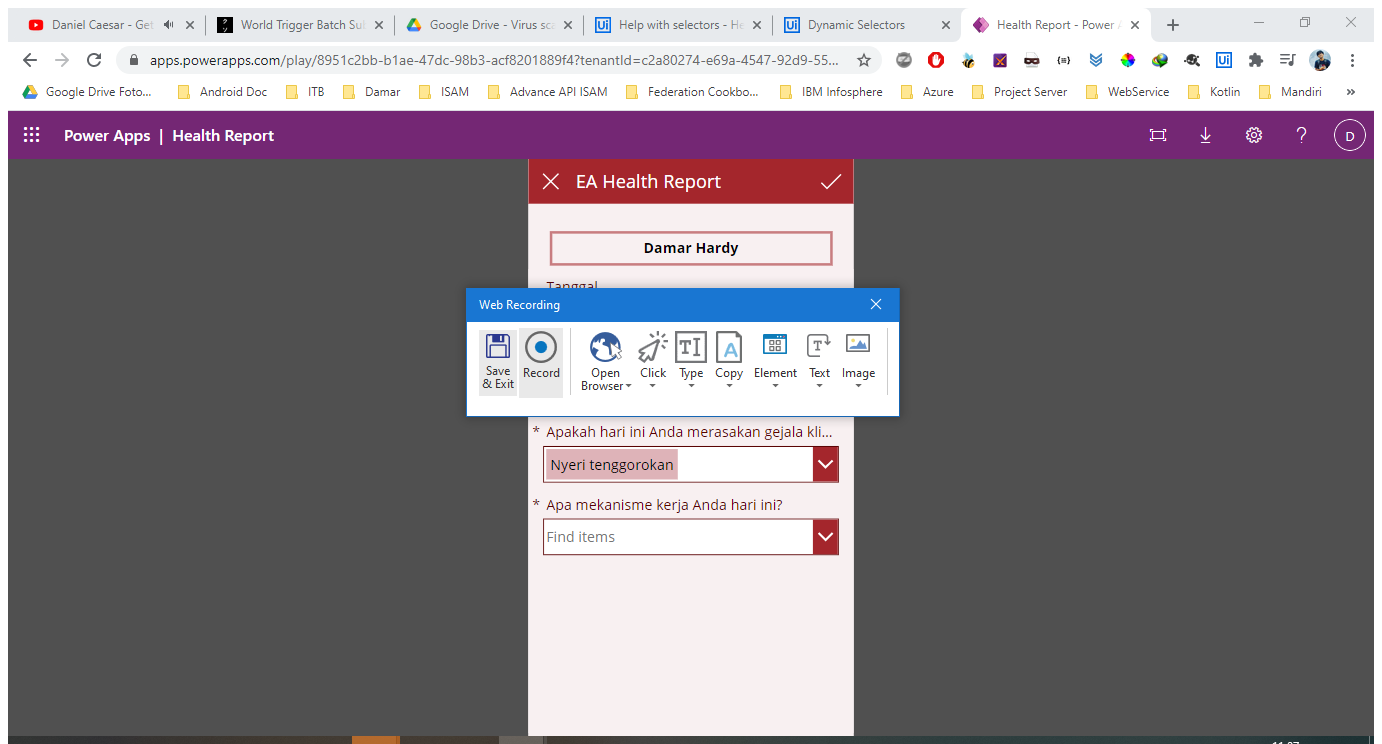 Daniel Caesar - Get
World Trigger Batch Sub
Google Drive - Virus sca
Help with selectors - He
Dynamic Selectors
Health Report - Power A
apps.powerapps.com/play/8951c2bb-b1ae-47dc-98b3-acf8201889f4?tenantId=c2a80274-e69a-4547-92d9-55...
Google Drive Foto...
Android Doc
ITB
Damar
ISAM
Advance API ISAM
Federation Cookbo...
IBM Infosphere
Azure
Project Server
WebService
Kotlin
Mandiri
Power Apps | Health Report
D
EA Health Report
Damar Hardy
Tanggal
Web Recording
Save & Exit
Record
Open Browser
Click
Type
Copy
Element
Text
Image
* Apakah hari ini Anda merasakan gejala kli...
Nyeri tenggorokan
* Apa mekanisme kerja Anda hari ini?
Find items